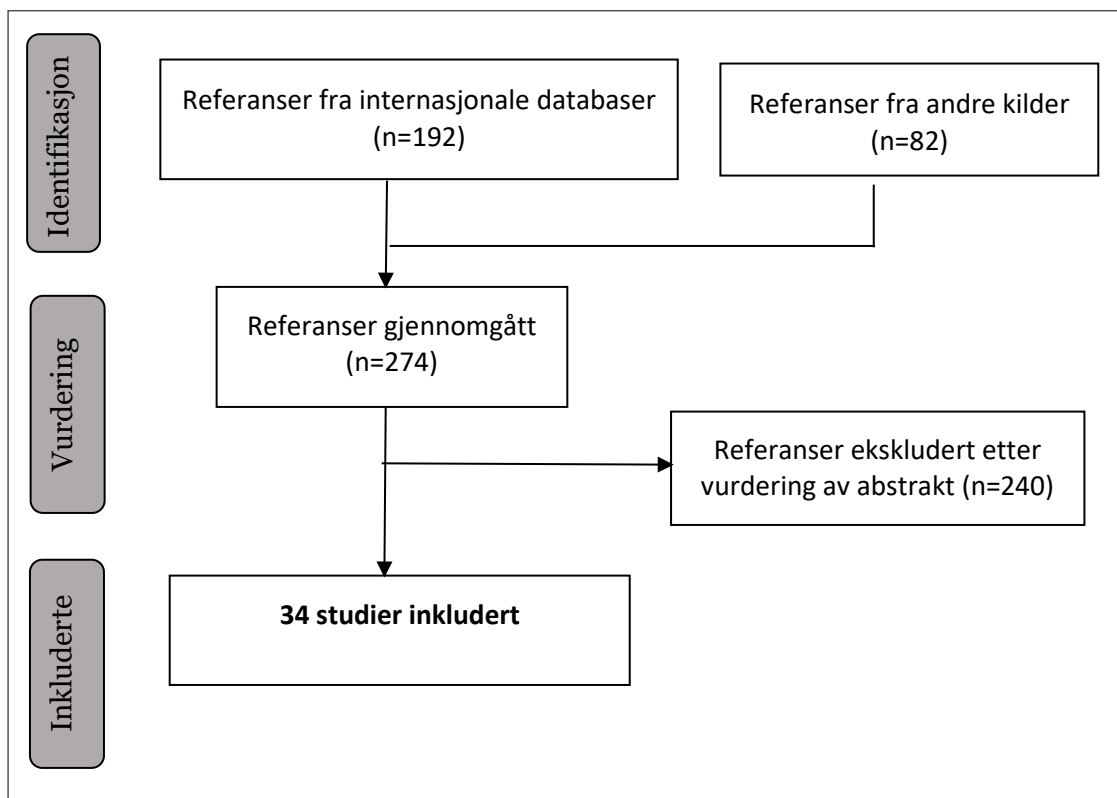 Identifikasjon
Referanser fra internasjonale databaser
(n=192)
Referanser fra andre kilder
(n=82)
Vurdering
Referanser gjennomgått
(n=274)
Referanser ekskludert etter
vurdering av abstrakt (n=240)
Inkluderte
34 studier inkludert